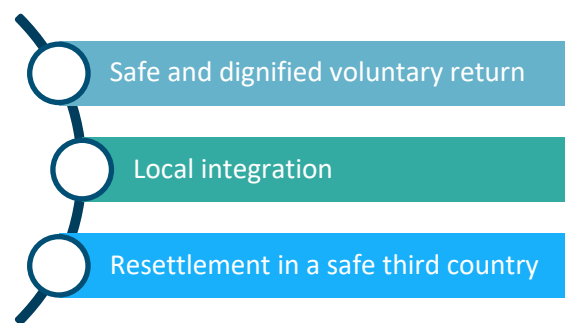 Safe and dignified voluntary return
Local integration
Resettlement in a safe third country